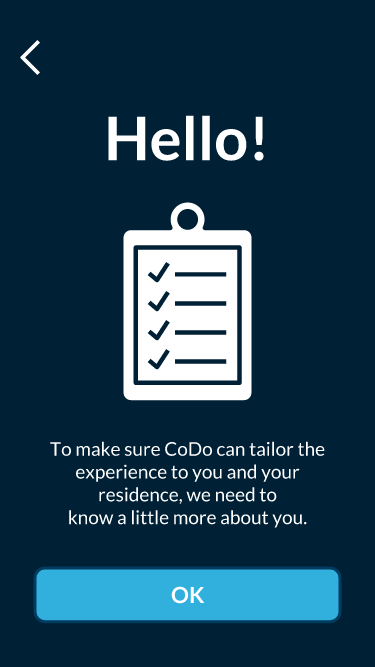 Hello!
To make sure CoDo can tailor the
experience to you and your
residence, we need to
know a little more about you.
OK